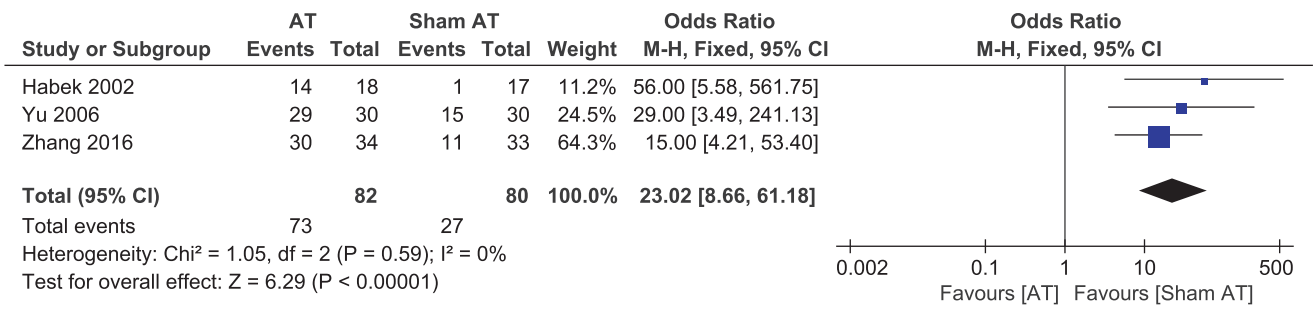 AT Sham AT Odds Ratio Odds Ratio
Study or Subgroup Events Total Events Total Weight M-H, Fixed, 95% CI M-H, Fixed, 95% CI
Habek 2002 14 18 1 17 11.2% 56.00 [5.58, 561.75]
Yu 2006 29 30 15 30 24.5% 29.00 [3.49, 241.13]
Zhang 2016 30 34 11 33 64.3% 15.00 [4.21, 53.40]
Total (95% CI) 82 80 100.0% 23.02 [8.66, 61.18]
Total events 73 27
Heterogeneity: Chi² = 1.05, df = 2 (P = 0.59); I² = 0%
Test for overall effect: Z = 6.29 (P < 0.00001)
0.002 0.1 1 10 500
Favours [AT] Favours [Sham AT]